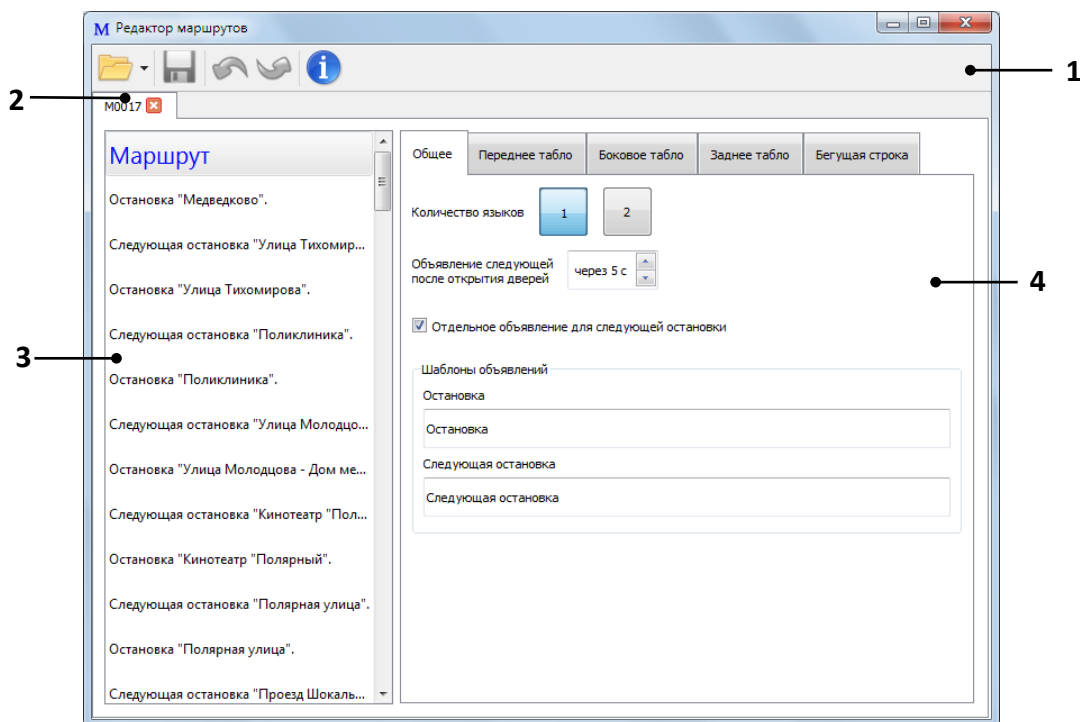 М Редактор маршрутов
1
2
М0017
Маршрут
Остановка "Медведково".
Следующая остановка "Улица Тихомир...
Остановка "Улица Тихомирова".
Следующая остановка "Поликлиника".
3
Остановка "Поликлиника".
Следующая остановка "Улица Молодцо...
Остановка "Улица Молодцова - Дом ме...
Следующая остановка "Кинотеатр "Пол...
Остановка "Кинотеатр "Полярный".
Следующая остановка "Полярная улица".
Остановка "Полярная улица".
Следующая остановка "Проезд Шокаль...
Общее Переднее табло Боковое табло Заднее табло Бегущая строка
Количество языков 1 2
Объявление следующей
после открытия дверей
через 5 с
4
Отдельное объявление для следующей остановки
Шаблоны объявлений
Остановка
Остановка
Следующая остановка
Следующая остановка